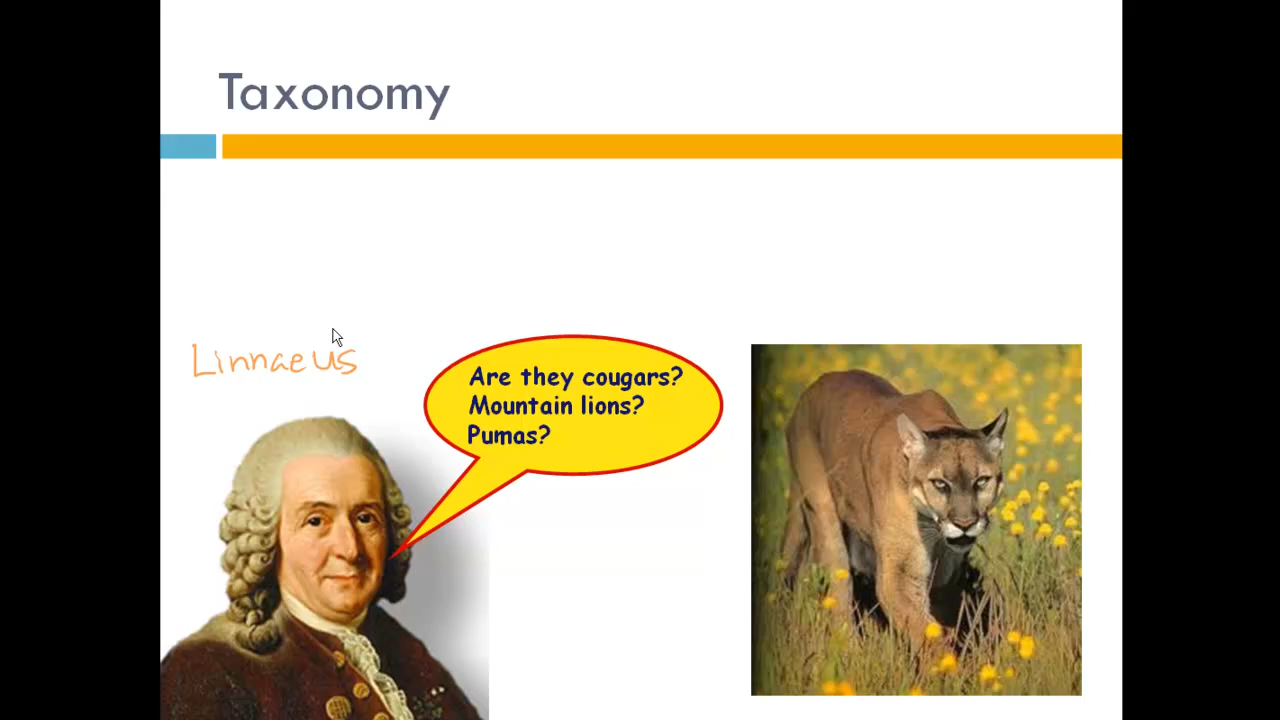 Taxonomy
Linnaeus
Are they cougars?
Mountain lions?
Pumas?